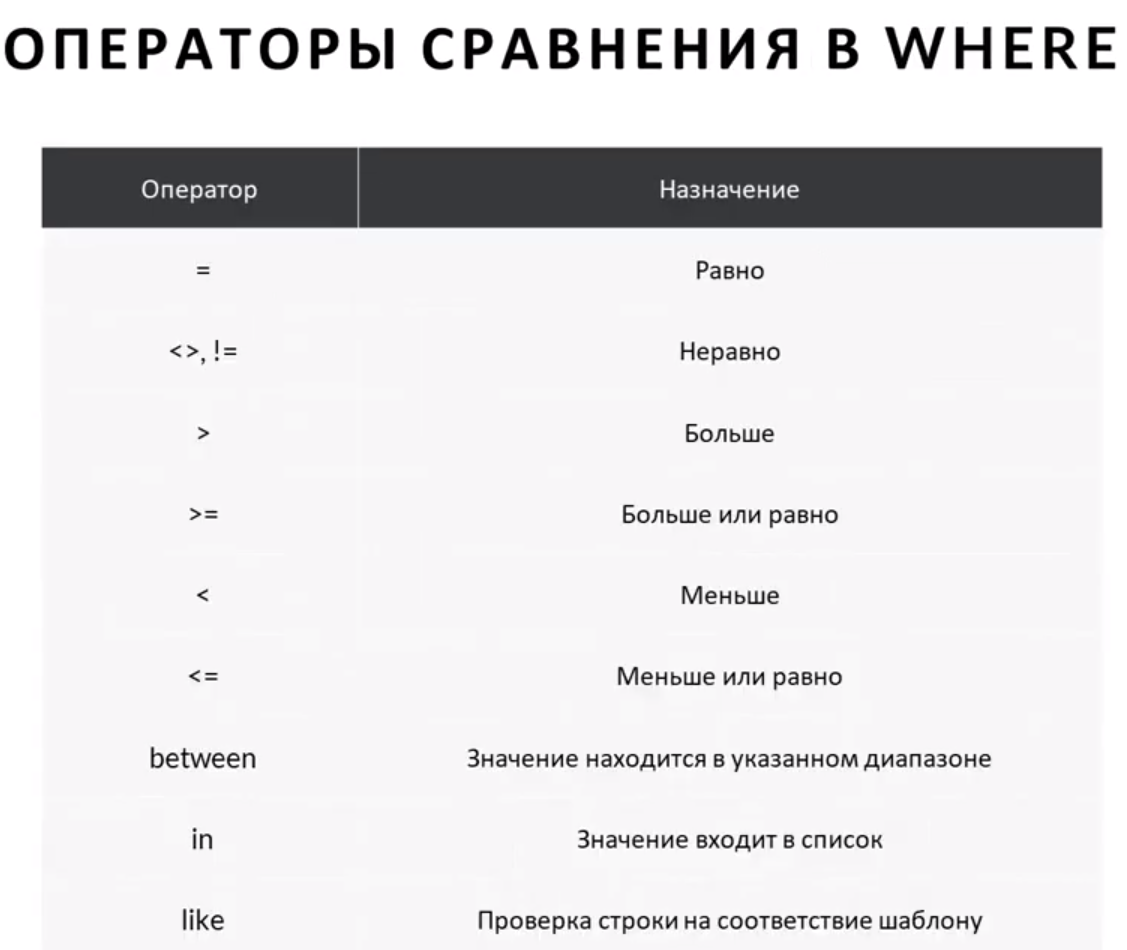 ОПЕРАТОРЫ СРАВНЕНИЯ В WHERE
Оператор Назначение
= Равно
<>, != Неравно
> Больше
>= Больше или равно
< Меньше
<= Меньше или равно
between Значение находится в указанном диапазоне
in Значение входит в список
like Проверка строки на соответствие шаблону